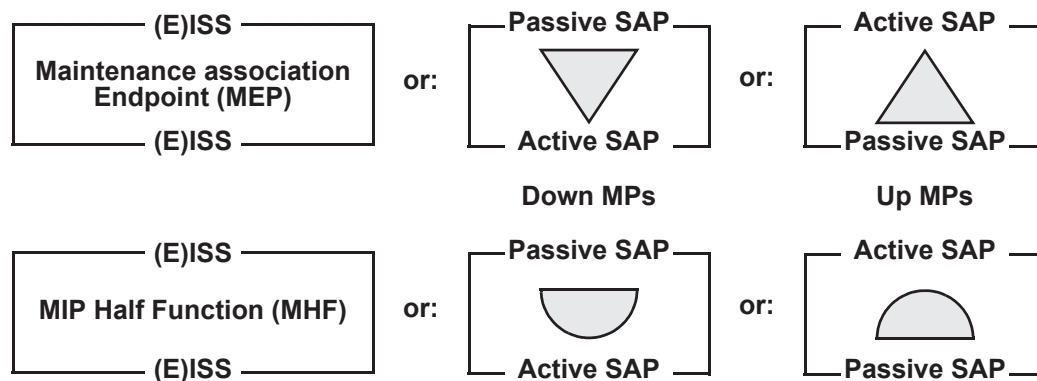 (E)ISS
Maintenance association
Endpoint (MEP)
(E)ISS
or:
Passive SAP
Active SAP
or:
Active SAP
Passive SAP
Down MPs
Up MPs
(E)ISS
MIP Half Function (MHF)
(E)ISS
or:
Passive SAP
Active SAP
or:
Active SAP
Passive SAP